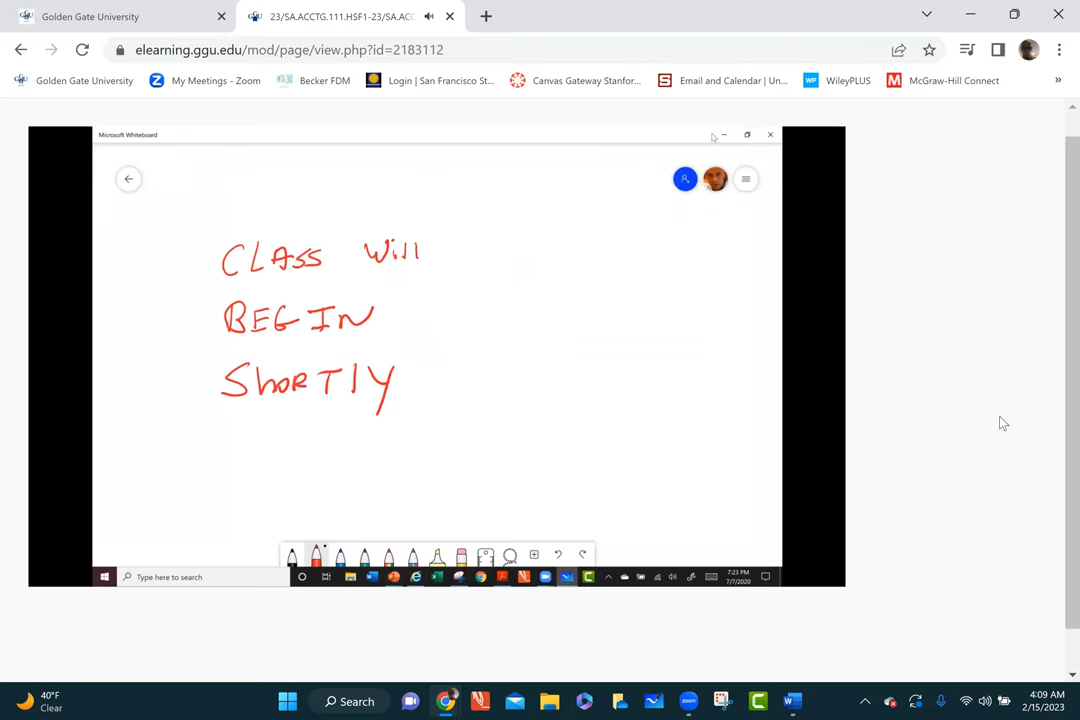 Golden Gate University
23/SA.ACCTG.111.HSF1-23/SA.ACC
elearning.ggu.edu/mod/page/view.php?id=2183112
Golden Gate University
My Meetings - Zoom
Becker FDM
Login | San Francisco St...
Canvas Gateway Stanfor...
Email and Calendar | Un...
WileyPLUS
McGraw-Hill Connect
»
Microsoft Whiteboard
CLASS Will
BEGIN
ShORTlY
Type here to search
7:23 PM
7/7/2020
40°F
Clear
Search
zoom
4:09 AM
2/15/2023